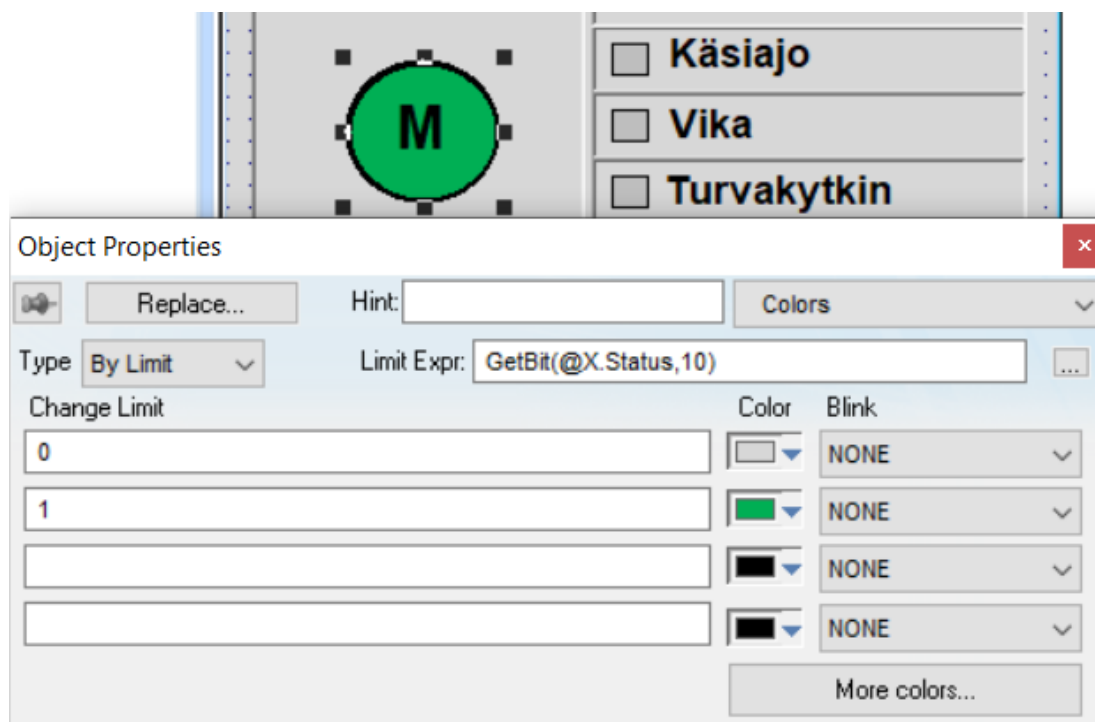 Käsiajo
M
Vika
Turvakytkin
Object Properties
×
Replace...
Hint:
Colors
Type
By Limit
Limit Expr:
GetBit(@X.Status,10)
...
Change Limit
Color
Blink
0
NONE
1
NONE
NONE
NONE
More colors...